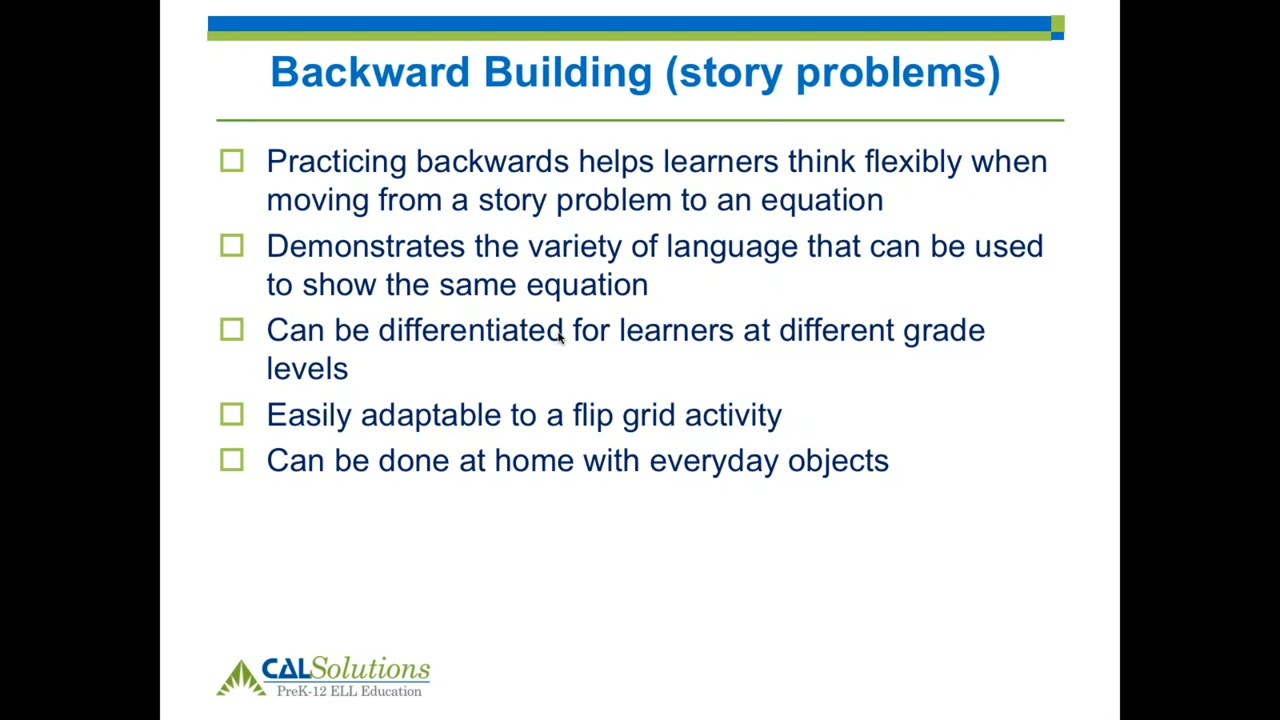 Backward Building (story problems)
Practicing backwards helps learners think flexibly when
moving from a story problem to an equation
Demonstrates the variety of language that can be used
to show the same equation
Can be differentiated for learners at different grade
levels
Easily adaptable to a flip grid activity
Can be done at home with everyday objects
CALSolutions
PreK-12 ELL Education